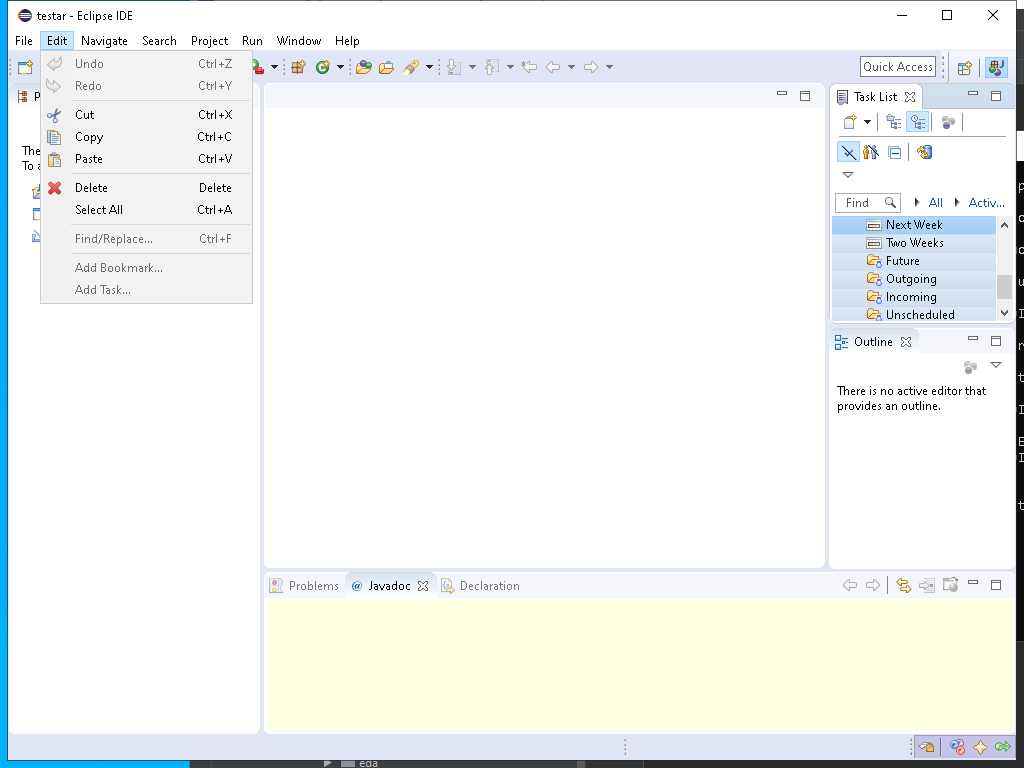 testar - Eclipse IDE
File Edit Navigate Search Project Run Window Help
Undo Ctrl+Z
Redo Ctrl+Y
Cut Ctrl+X
Copy Ctrl+C
Paste Ctrl+V
Delete Delete
Select All Ctrl+A
Find/Replace... Ctrl+F
Add Bookmark...
Add Task...
P
The
To a
Quick Access
Task List
Find All Activ...
Next Week
Two Weeks
Future
Outgoing
Incoming
Unscheduled
Outline
There is no active editor that
provides an outline.
Problems @ Javadoc Declaration
eda